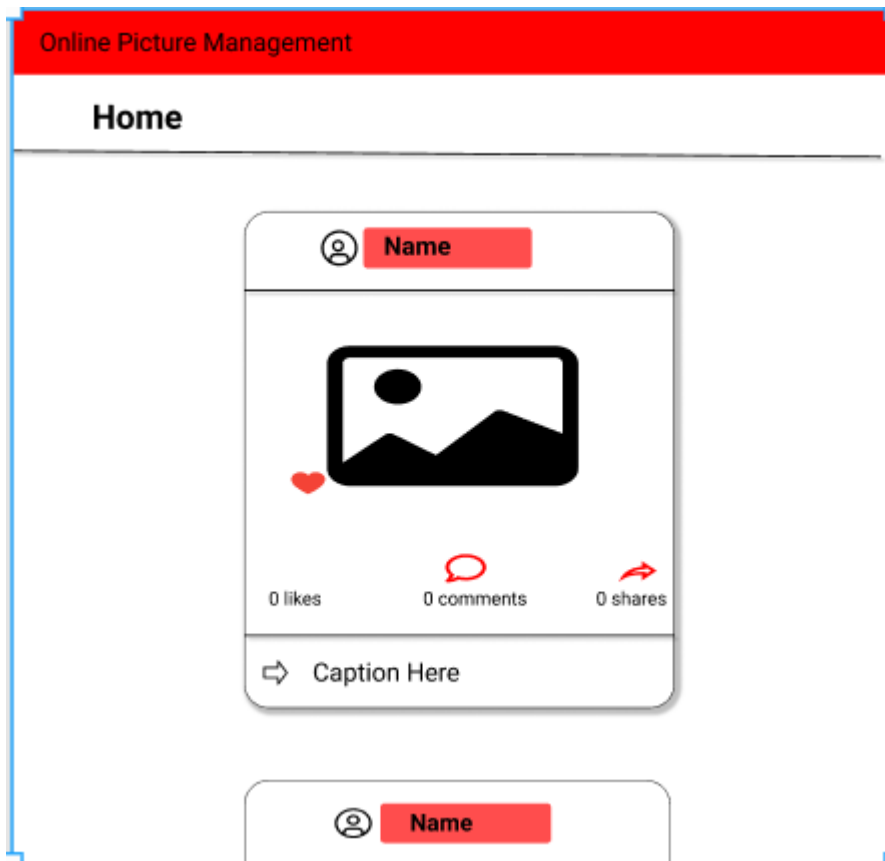 Online Picture Management
Home
Name
0 likes 0 comments 0 shares
Caption Here
Name